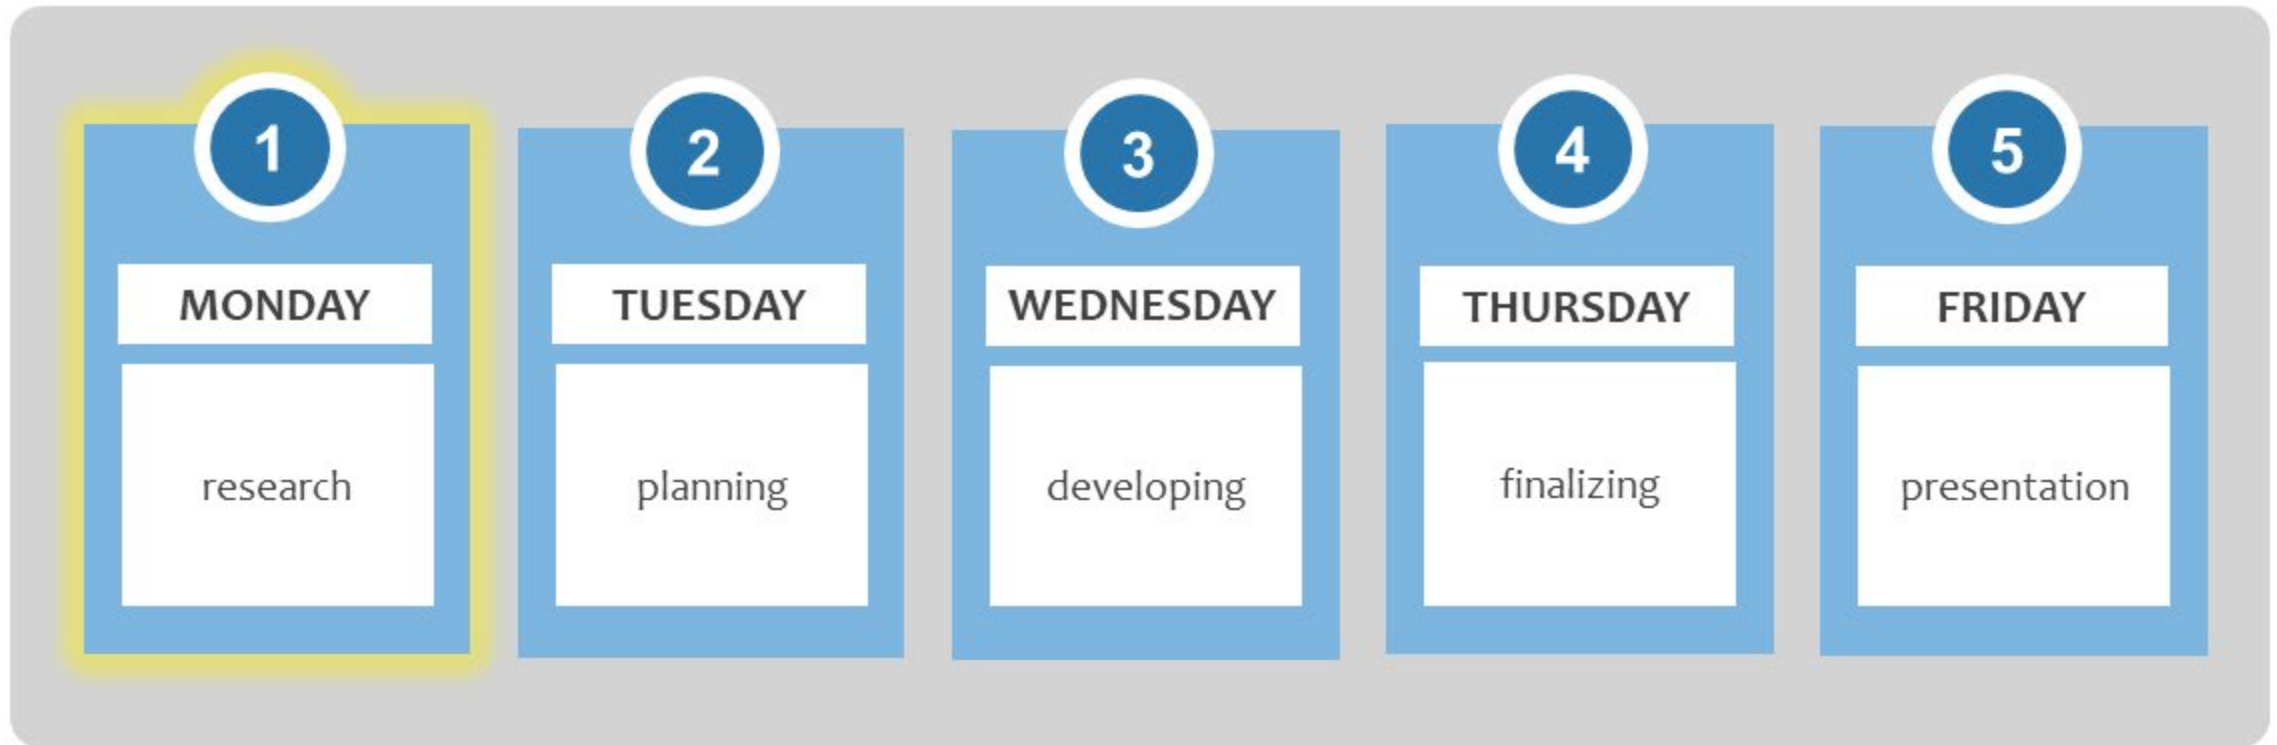 1
MONDAY
research
2
TUESDAY
planning
3
WEDNESDAY
developing
4
THURSDAY
finalizing
5
FRIDAY
presentation